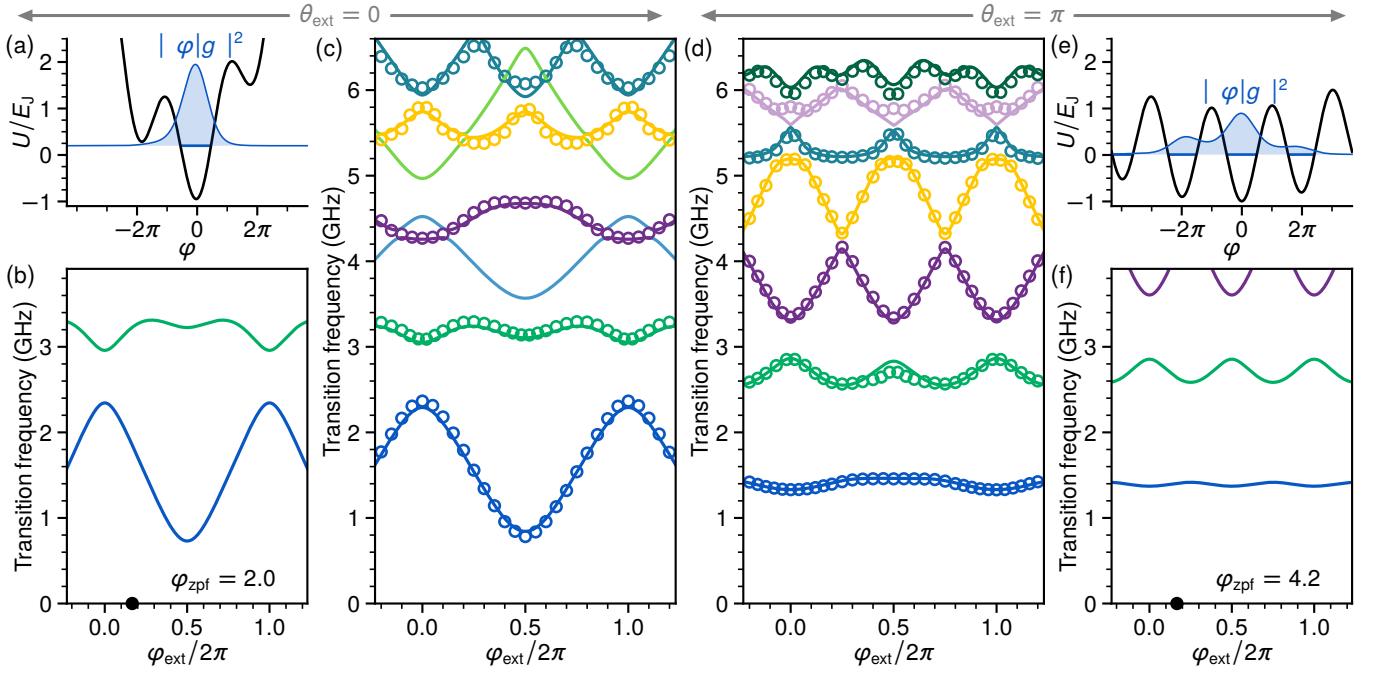 θext = 0
θext = π
(a)
| φ|g |²
2
1
0
−1
U/EJ
−2π
0
2π
φ
(b)
3
2
1
0
Transition frequency (GHz)
φzpf = 2.0
0.0
0.5
1.0
φext/2π
(c)
6
5
4
3
2
1
0
Transition frequency (GHz)
0.0
0.5
1.0
φext/2π
(d)
6
5
4
3
2
1
0
Transition frequency (GHz)
0.0
0.5
1.0
φext/2π
(e)
| φ|g |²
2
1
0
−1
U/EJ
−2π
0
2π
φ
(f)
3
2
1
0
Transition frequency (GHz)
φzpf = 4.2
0.0
0.5
1.0
φext/2π